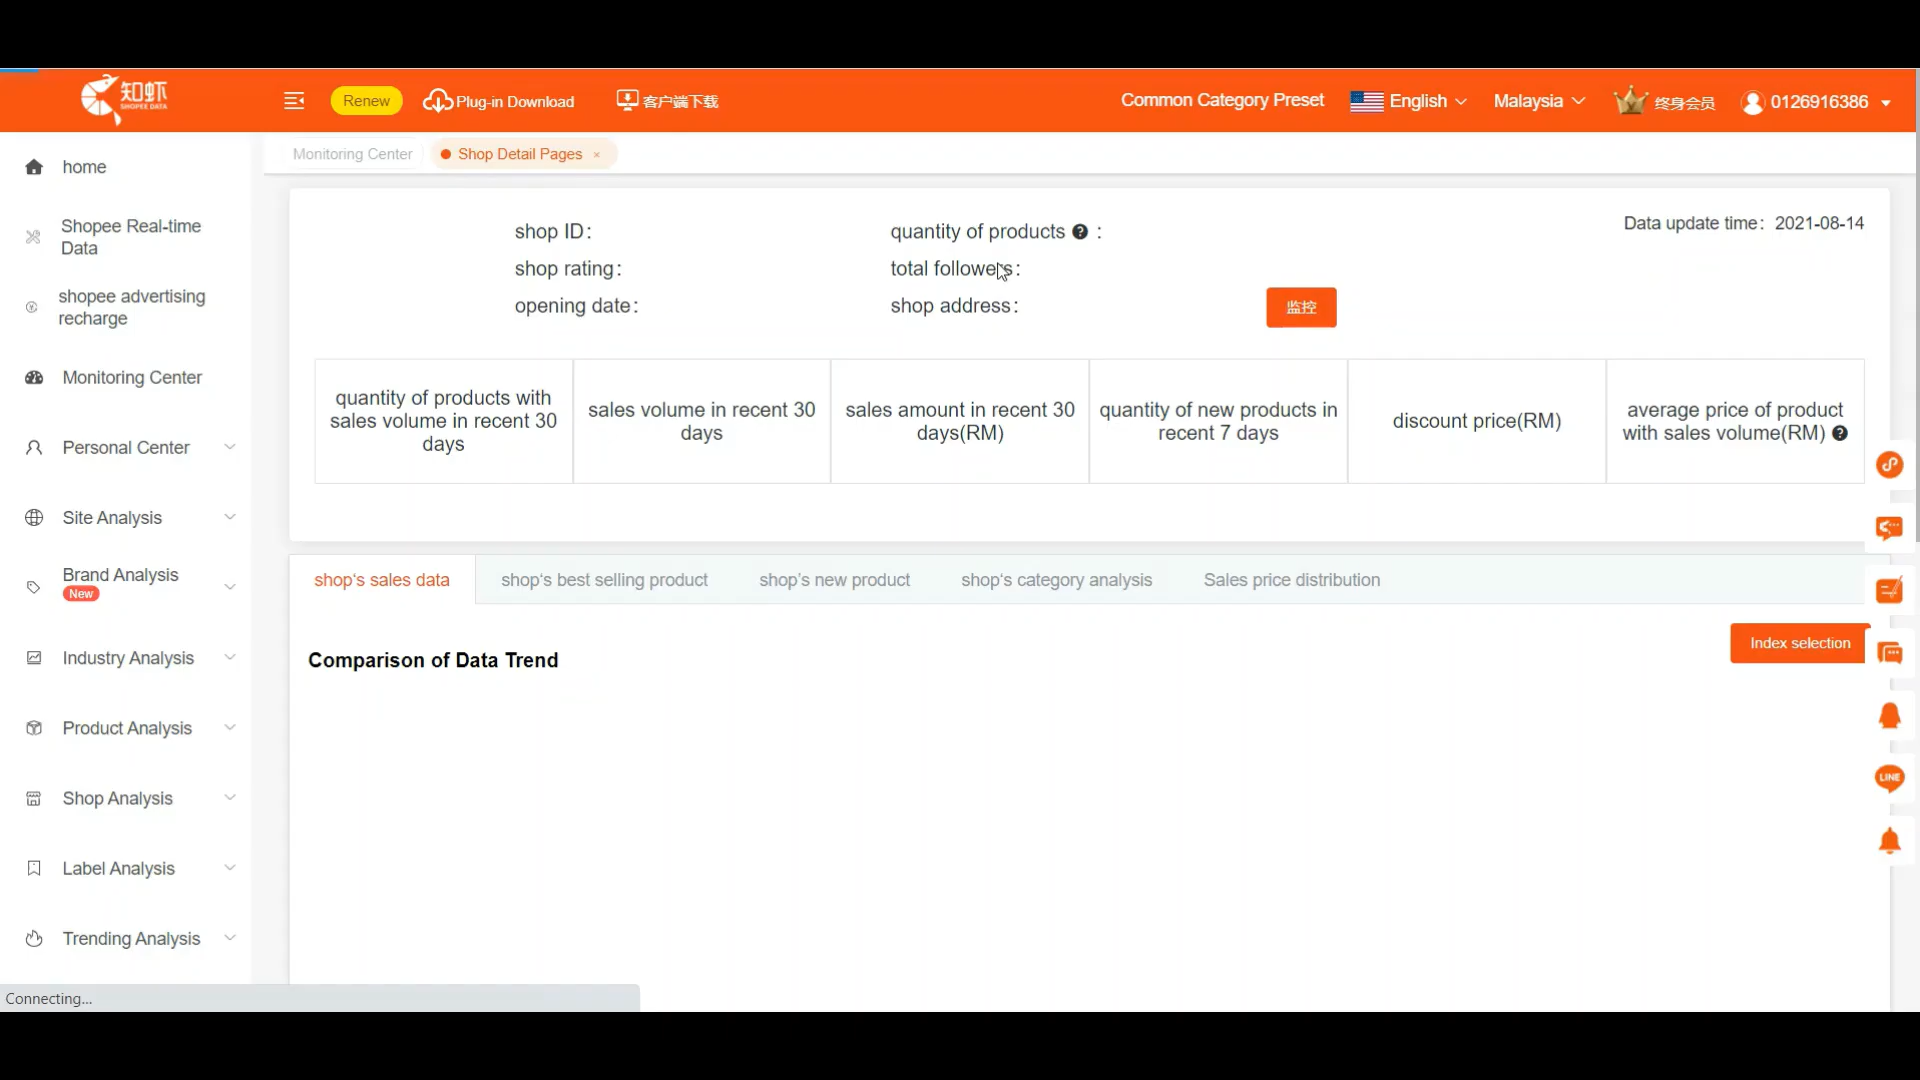 知虾
SHOPEE DATA
Renew
Plug-in Download
客户端下载
Common Category Preset
English
Malaysia
终身会员
0126916386
home
Shopee Real-time
Data
shopee advertising
recharge
Monitoring Center
Personal Center
Site Analysis
Brand Analysis
New
Industry Analysis
Product Analysis
Shop Analysis
Label Analysis
Trending Analysis
Monitoring Center
Shop Detail Pages ×
shop ID:
quantity of products ? :
Data update time: 2021-08-14
shop rating:
total followers:
opening date:
shop address:
监控
quantity of products with
sales volume in recent 30
days
sales volume in recent 30
days
sales amount in recent 30
days(RM)
quantity of new products in
recent 7 days
discount price(RM)
average price of product
with sales volume(RM) ?
shop's sales data
shop's best selling product
shop's new product
shop's category analysis
Sales price distribution
Index selection
Comparison of Data Trend
LINE
Connecting...